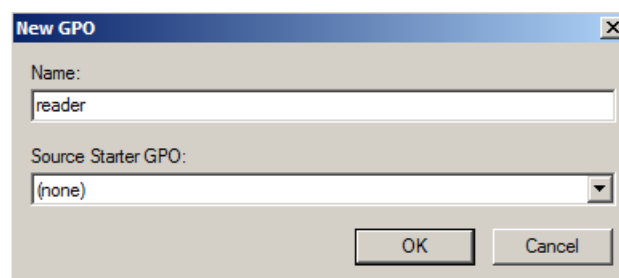 New GPO
Name:
reader
Source Starter GPO:
(none)
OK Cancel